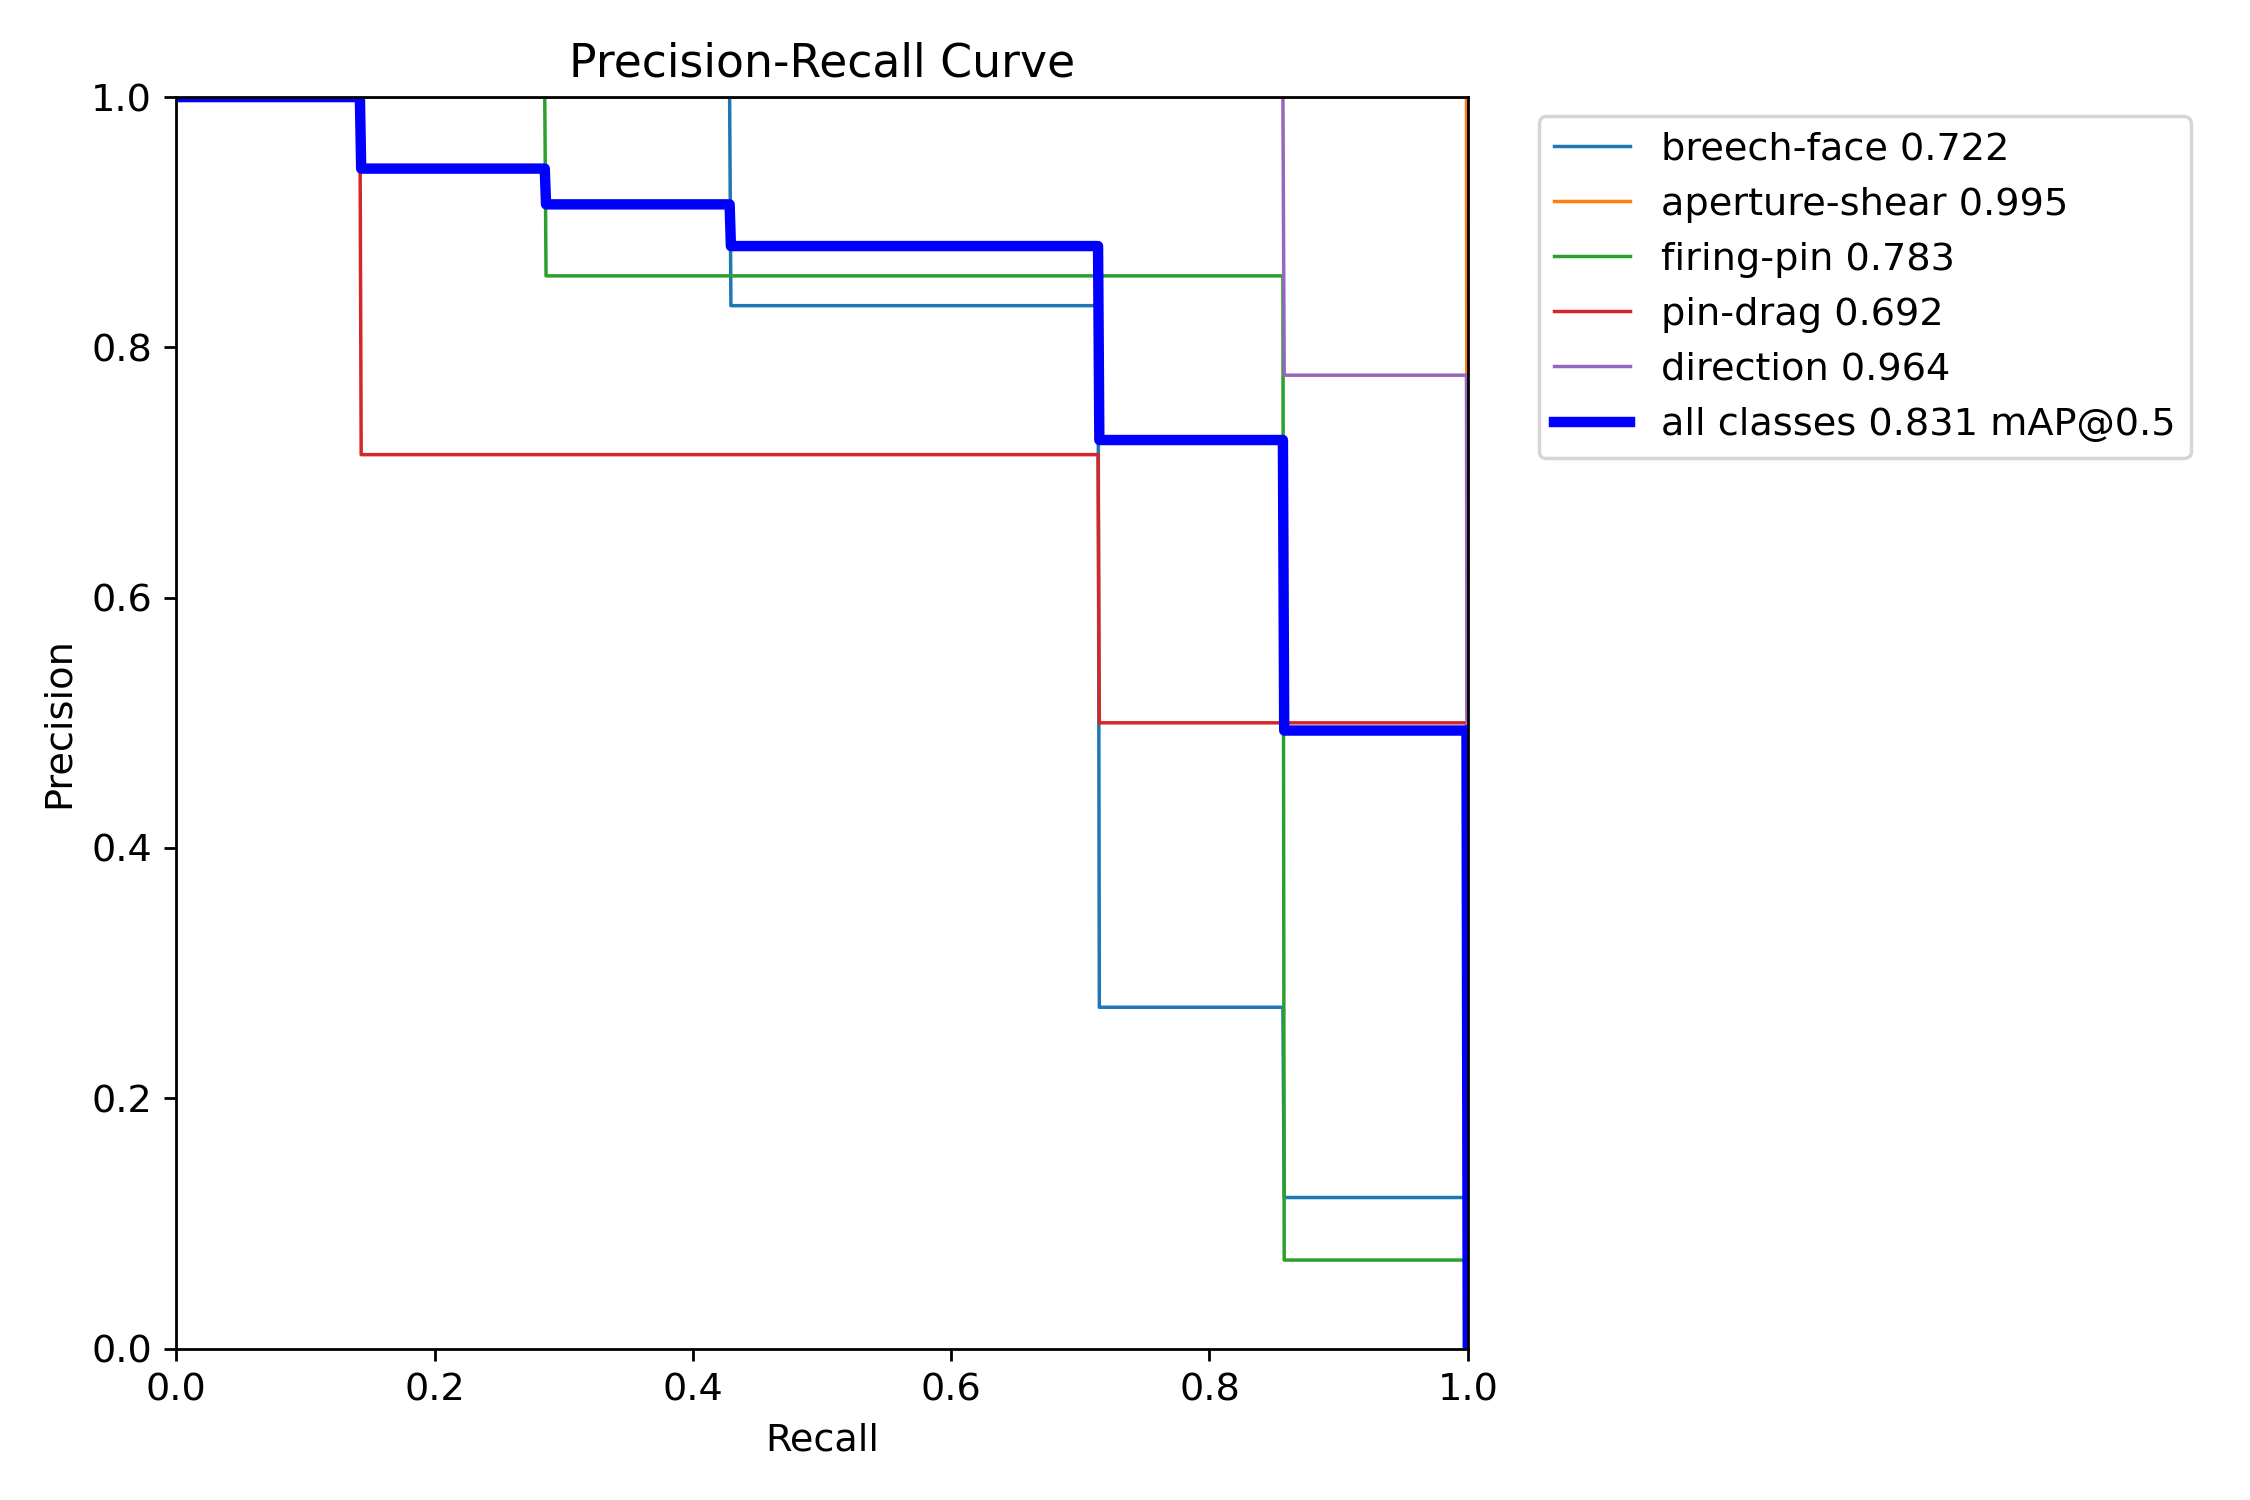 Precision-Recall Curve
1.0
0.8
0.6
0.4
0.2
0.0
Precision
0.0 0.2 0.4 0.6 0.8 1.0
Recall
breech-face 0.722
aperture-shear 0.995
firing-pin 0.783
pin-drag 0.692
direction 0.964
all classes 0.831 mAP@0.5